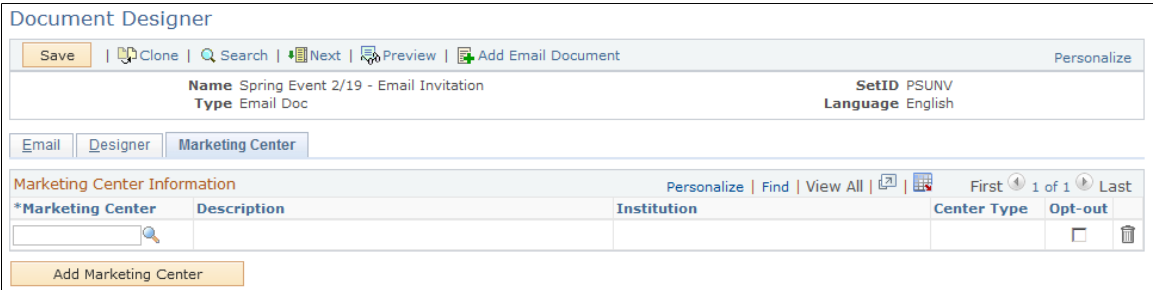 Document Designer
Save | Clone | Search | Next | Preview | Add Email Document Personalize
Name Spring Event 2/19 - Email Invitation SetID PSUNV
Type Email Doc Language English
Email Designer Marketing Center
Marketing Center Information Personalize | Find | View All | | First 1 of 1 Last
*Marketing Center Description Institution Center Type Opt-out
Add Marketing Center